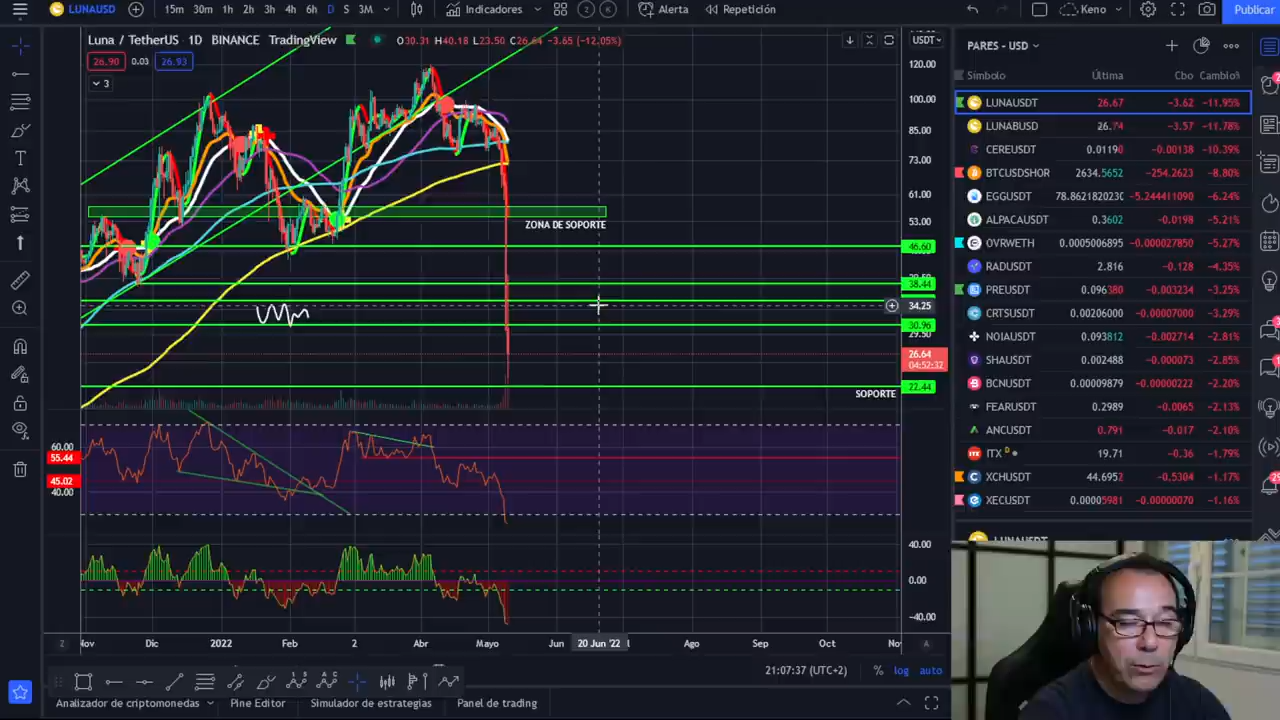 LUNAUSD 15m 30m 1h 2h 3h 4h 6h D S 3M Indicadores Alerta Repetición Keno Publicar
Luna / TetherUS 1D BINANCE TradingView O30.31 H40.18 L23.50 C26.64 -3.65 (-12.05%) USDT
26.90 0.03 26.93
3
120.00
100.00
85.00
73.00
61.00
53.00
ZONA DE SOPORTE
46.60
38.44
34.25
30.96
29.50
26.64
04:52:32
22.44
SOPORTE
60.00
55.44
45.02
40.00
40.00
0.00
-40.00
Nov Dic 2022 Feb 2 Abr Mayo Jun 20 Jun '22 Ago Sep Oct Nov
21:07:37 (UTC+2) % log auto
Analizador de criptomonedas Pine Editor Simulador de estrategias Panel de trading
PARES - USD
Símbolo Última Cbo Cambio%
LUNAUSDT 26.67 -3.62 -11.95%
LUNABUSD 26.74 -3.57 -11.78%
CEREUSDT 0.01190 -0.00138 -10.39%
BTCUSDSHOR 2634.5652 -254.2623 -8.80%
EGGUSDT 78.8621820230 -5.2444110490 -6.24%
ALPACAUSDT 0.3602 -0.0198 -5.21%
OVRWETH 0.0005006895 -0.000027850 -5.27%
RADUSDT 2.816 -0.128 -4.35%
PREUSDT 0.096380 -0.003234 -3.25%
CRTSUSDT 0.00206000 -0.00007000 -3.29%
NOIAUSDT 0.093812 -0.002714 -2.81%
SHAUSDT 0.002488 -0.000073 -2.85%
BCNUSDT 0.00009879 -0.00000222 -2.20%
FEARUSDT 0.2989 -0.0065 -2.13%
ANCUSDT 0.791 -0.017 -2.10%
ITX D 19.71 -0.36 -1.79%
XCHUSDT 44.6952 -0.5304 -1.17%
XECUSDT 0.00005981 -0.00000070 -1.16%